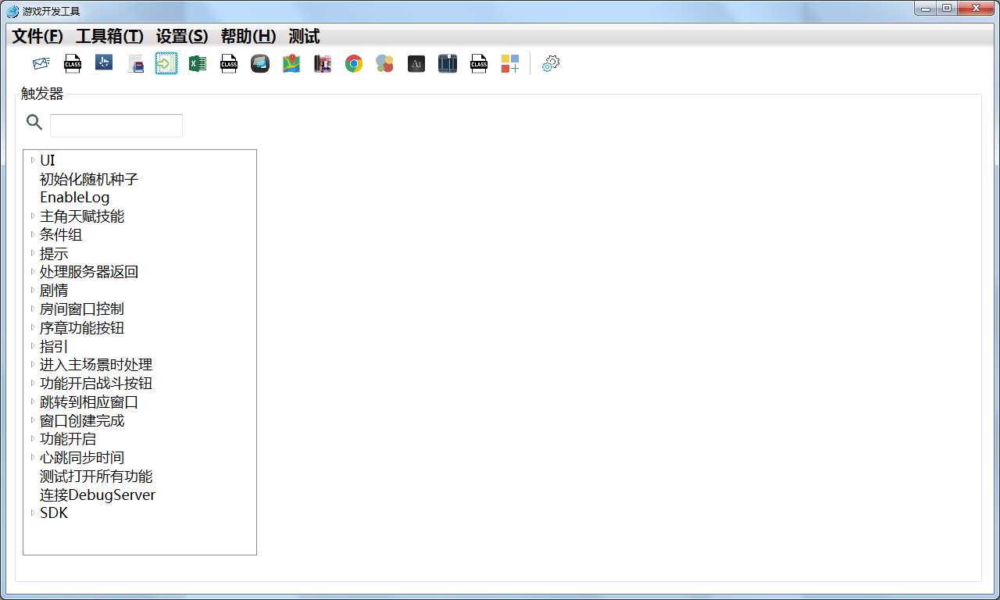 游戏开发工具
文件(F) 工具箱(T) 设置(S) 帮助(H) 测试
CLASS CLASS Ai CLASS
触发器
UI
初始化随机种子
EnableLog
主角天赋技能
条件组
提示
处理服务器返回
剧情
房间窗口控制
序章功能按钮
指引
进入主场景时处理
功能开启战斗按钮
跳转到相应窗口
窗口创建完成
功能开启
心跳同步时间
测试打开所有功能
连接DebugServer
SDK